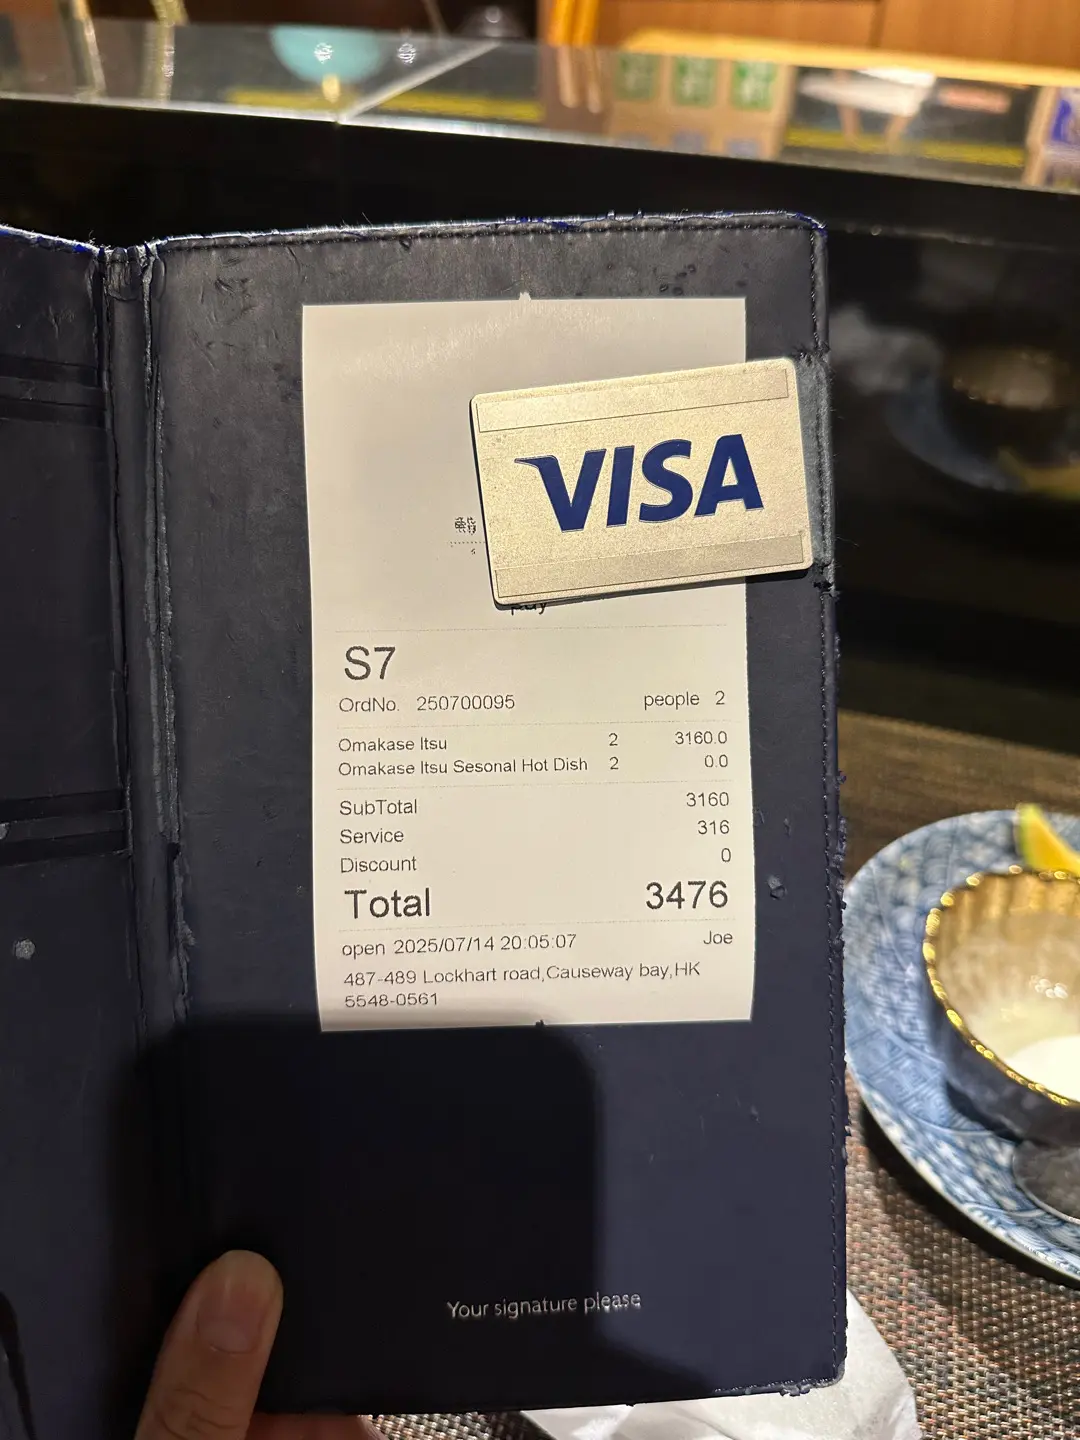 VISA
S7
OrdNo. 250700095 people 2
Omakase Itsu 2 3160.0
Omakase Itsu Sesonal Hot Dish 2 0.0
SubTotal 3160
Service 316
Discount 0
Total 3476
open 2025/07/14 20:05:07 Joe
487-489 Lockhart road,Causeway bay,HK
5548-0561
Your signature please